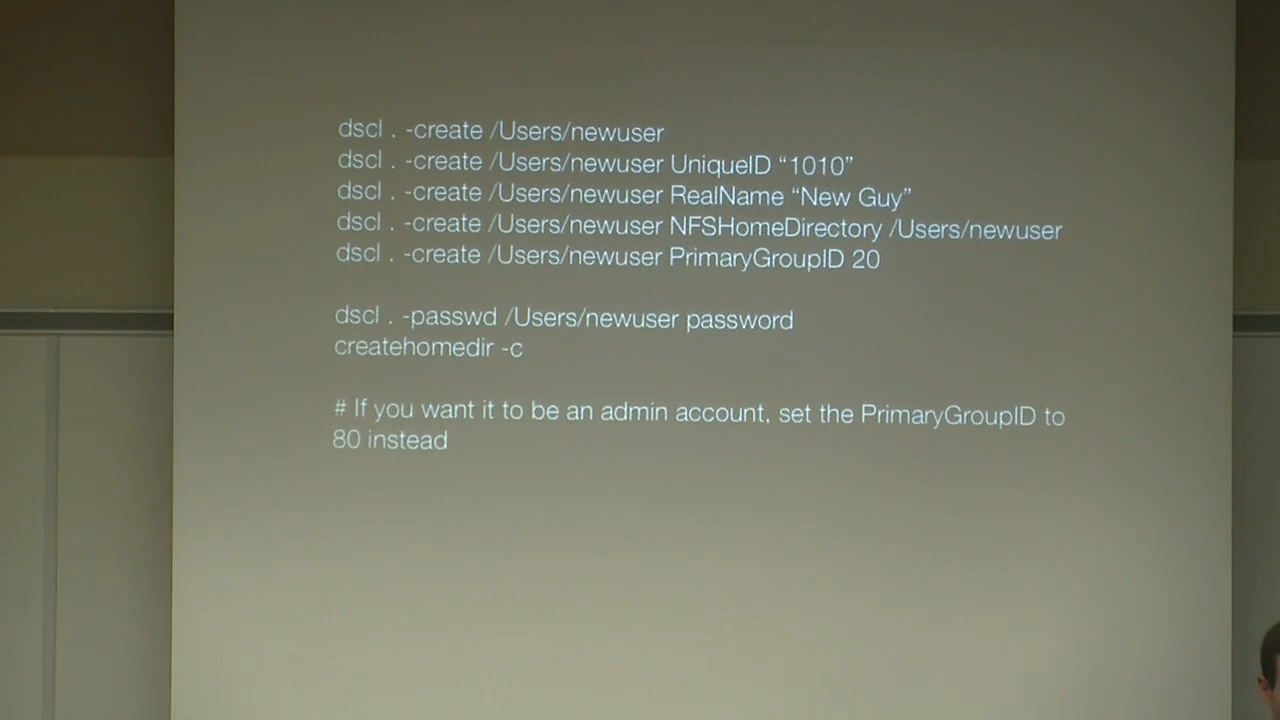 dscl . -create /Users/newuser
dscl . -create /Users/newuser UniqueID “1010”
dscl . -create /Users/newuser RealName “New Guy”
dscl . -create /Users/newuser NFSHomeDirectory /Users/newuser
dscl . -create /Users/newuser PrimaryGroupID 20
dscl . -passwd /Users/newuser password
createhomedir -c
# If you want it to be an admin account, set the PrimaryGroupID to
80 instead